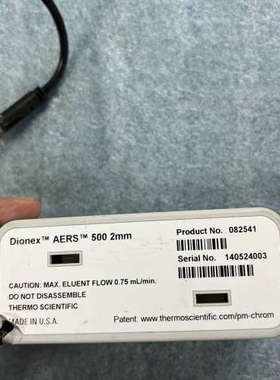 Dionex™ AERS™ 500 2mm
Product No. 082541
Serial No. 140524003
CAUTION: MAX. ELUENT FLOW 0.75 mL/min.
DO NOT DISASSEMBLE
THERMO SCIENTIFIC
MADE IN U.S.A.
Patent: www.thermoscientific.com/pm-chrom